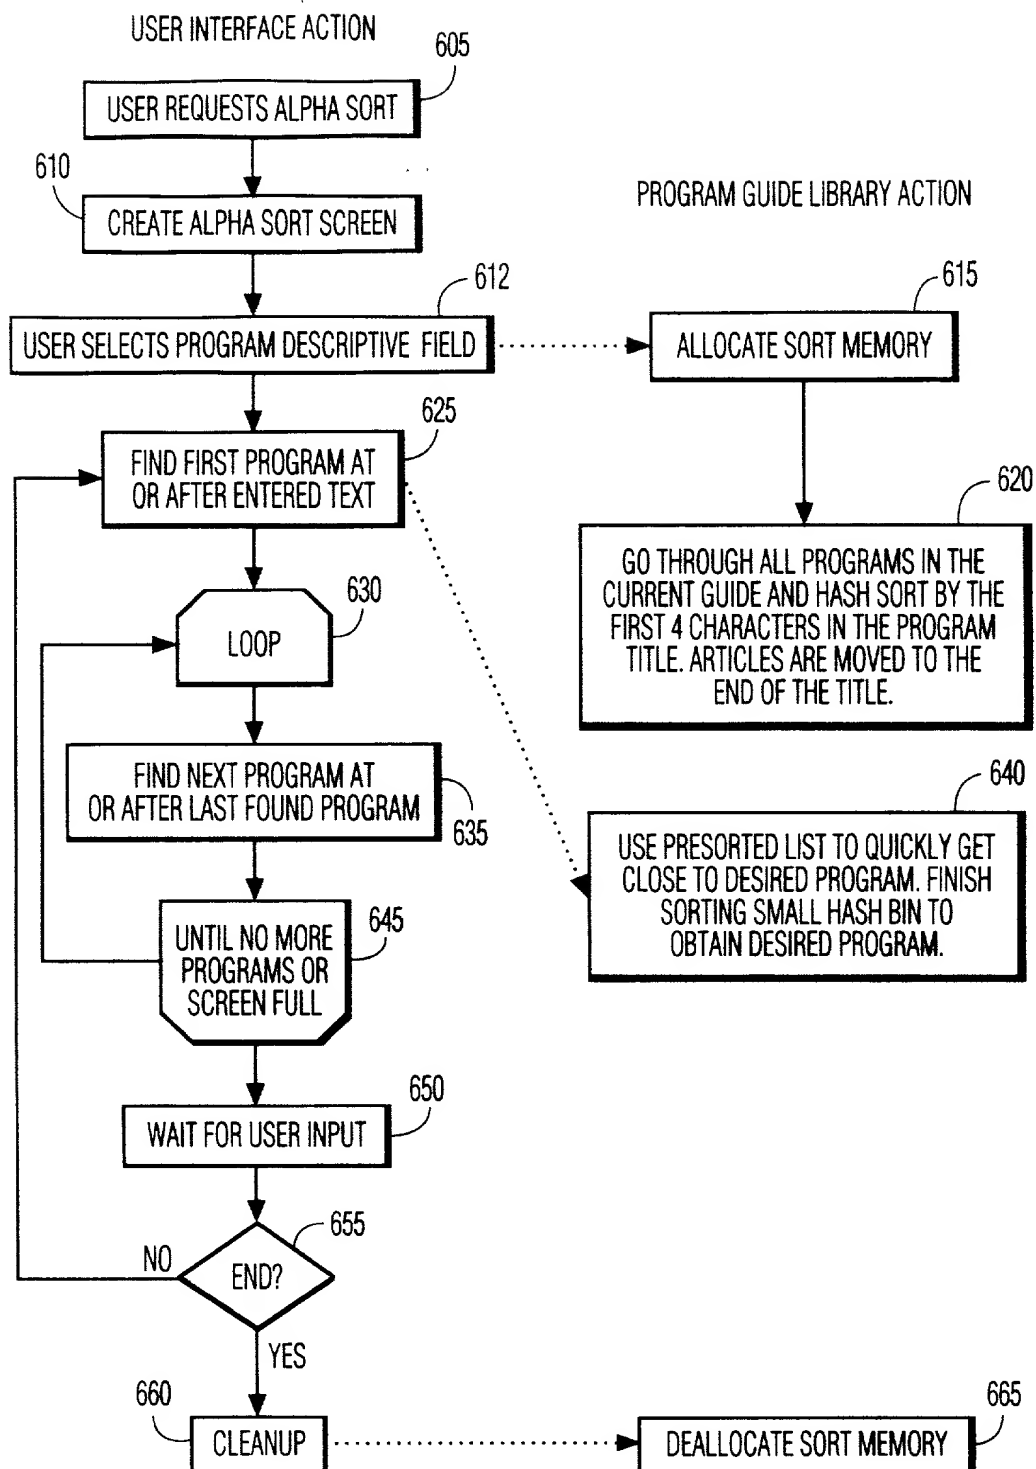 USER INTERFACE ACTION
605
USER REQUESTS ALPHA SORT
610
CREATE ALPHA SORT SCREEN
612
USER SELECTS PROGRAM DESCRIPTIVE FIELD
625
FIND FIRST PROGRAM AT
OR AFTER ENTERED TEXT
630
LOOP
FIND NEXT PROGRAM AT
OR AFTER LAST FOUND PROGRAM
635
645
UNTIL NO MORE
PROGRAMS OR
SCREEN FULL
650
WAIT FOR USER INPUT
655
END?
NO
YES
660
CLEANUP
PROGRAM GUIDE LIBRARY ACTION
615
ALLOCATE SORT MEMORY
620
GO THROUGH ALL PROGRAMS IN THE
CURRENT GUIDE AND HASH SORT BY THE
FIRST 4 CHARACTERS IN THE PROGRAM
TITLE. ARTICLES ARE MOVED TO THE
END OF THE TITLE.
640
USE PRESORTED LIST TO QUICKLY GET
CLOSE TO DESIRED PROGRAM. FINISH
SORTING SMALL HASH BIN TO
OBTAIN DESIRED PROGRAM.
665
DEALLOCATE SORT MEMORY